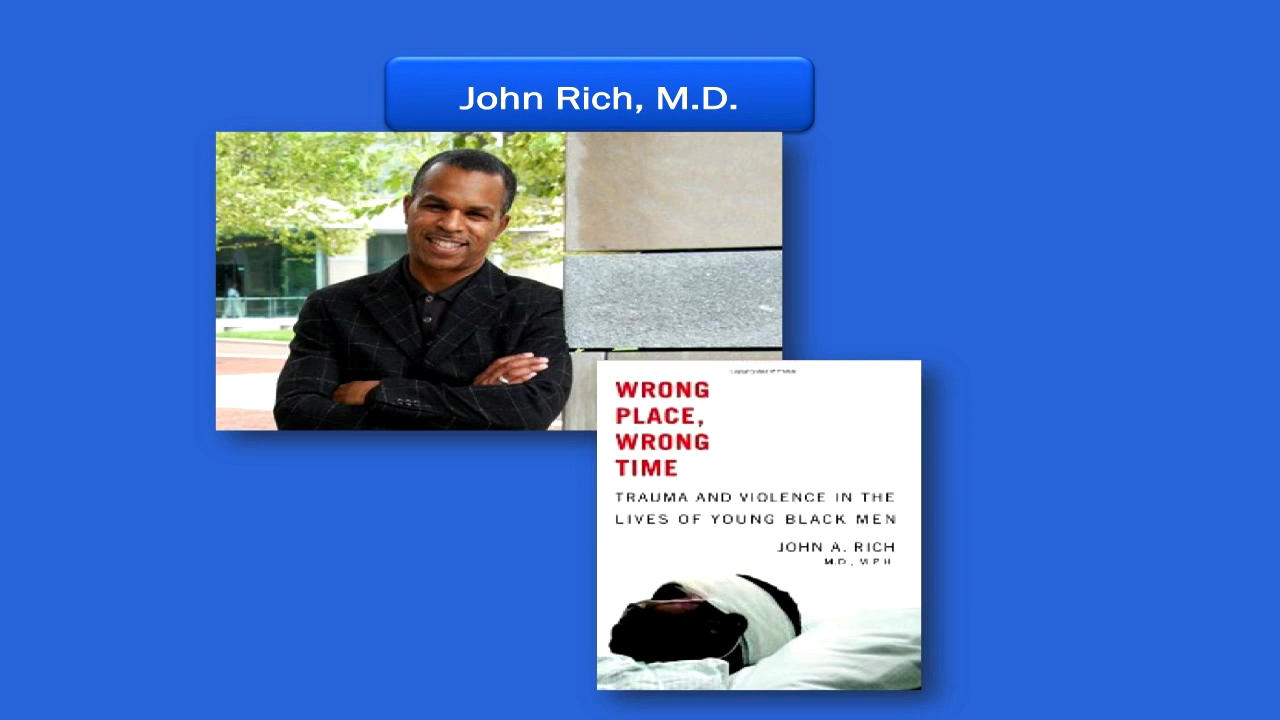 John Rich, M.D.
WRONG
PLACE,
WRONG
TIME
TRAUMA AND VIOLENCE IN THE
LIVES OF YOUNG BLACK MEN
JOHN A. RICH
M.D., M.P.H.